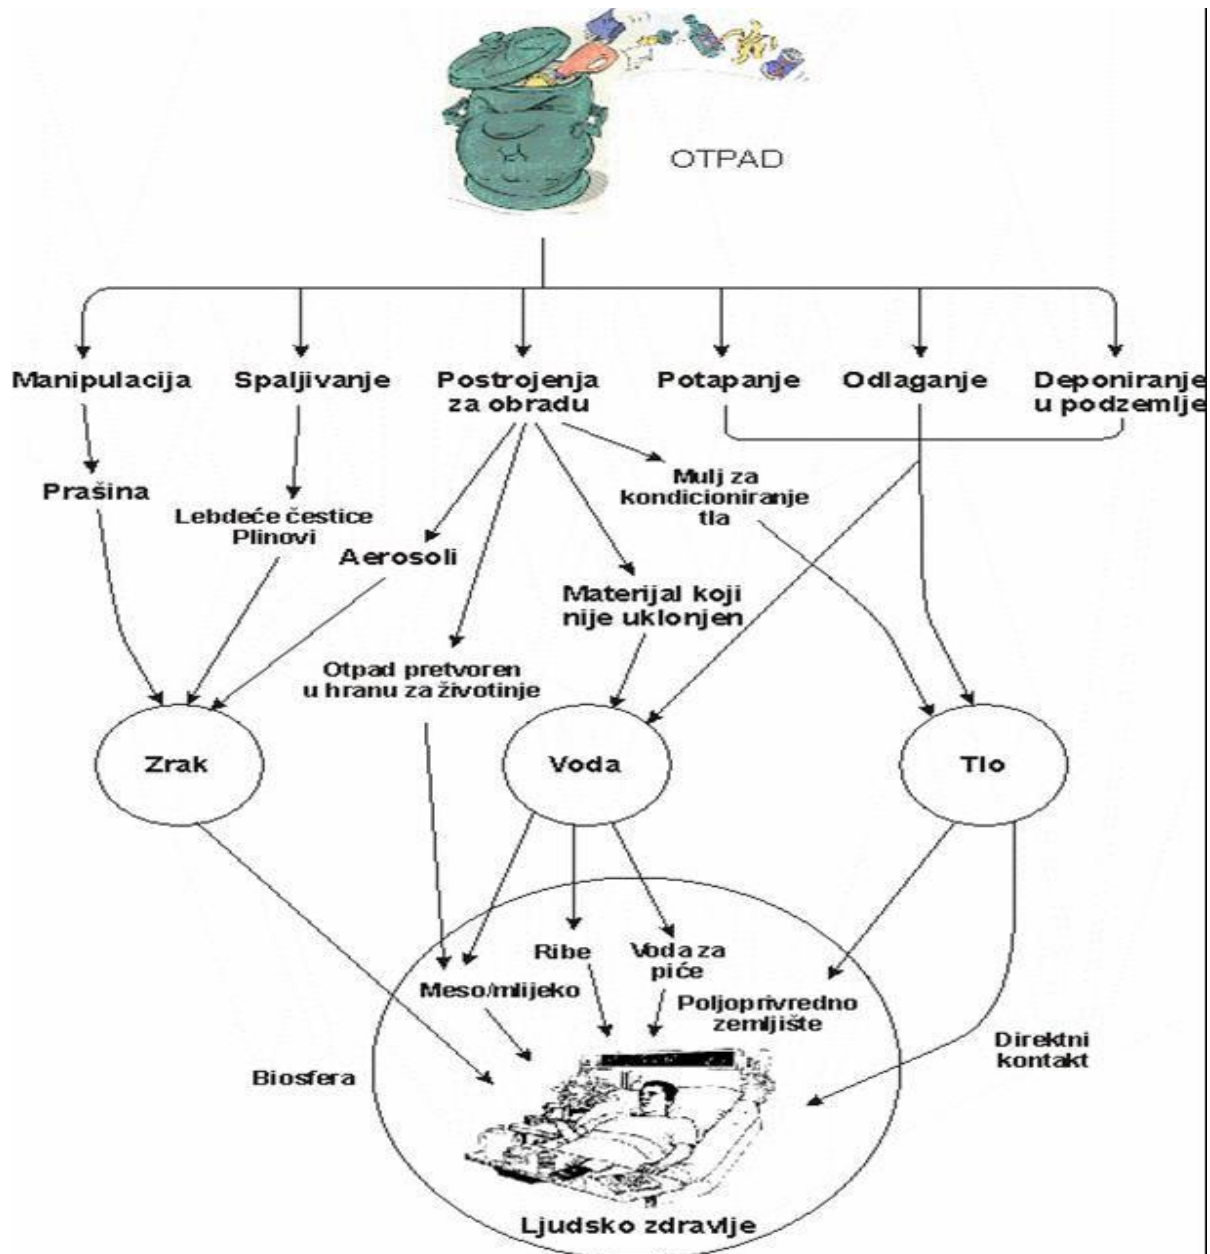 OTPAD
Manipulacija
Spaljivanje
Postrojenja
za obradu
Potapanje
Odlaganje
Deponiranje
u podzemlje
Prašina
Lebdeće čestice
Plinovi
Aerosoli
Mulj za
kondicioniranje
tla
Materijal koji
nije uklonjen
Otpad pretvoren
u hranu za životinje
Zrak
Voda
Tlo
Ribe
Voda za
piće
Meso/mlijeko
Poljoprivredno
zemljište
Direktni
kontakt
Biosfera
Ljudsko zdravlje